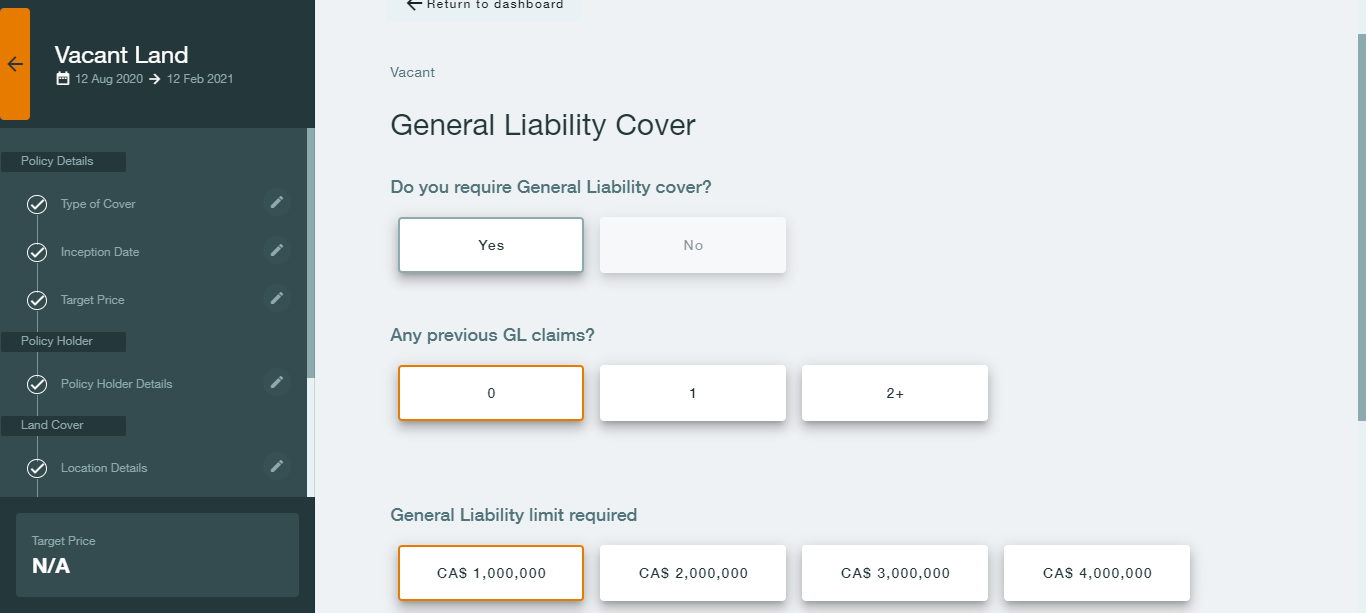 Vacant Land
12 Aug 2020 12 Feb 2021
Policy Details
Type of Cover
Inception Date
Target Price
Policy Holder
Policy Holder Details
Land Cover
Location Details
Target Price
N/A
Return to dashboard
Vacant
General Liability Cover
Do you require General Liability cover?
Yes No
Any previous GL claims?
0 1 2+
General Liability limit required
CA$ 1,000,000 CA$ 2,000,000 CA$ 3,000,000 CA$ 4,000,000